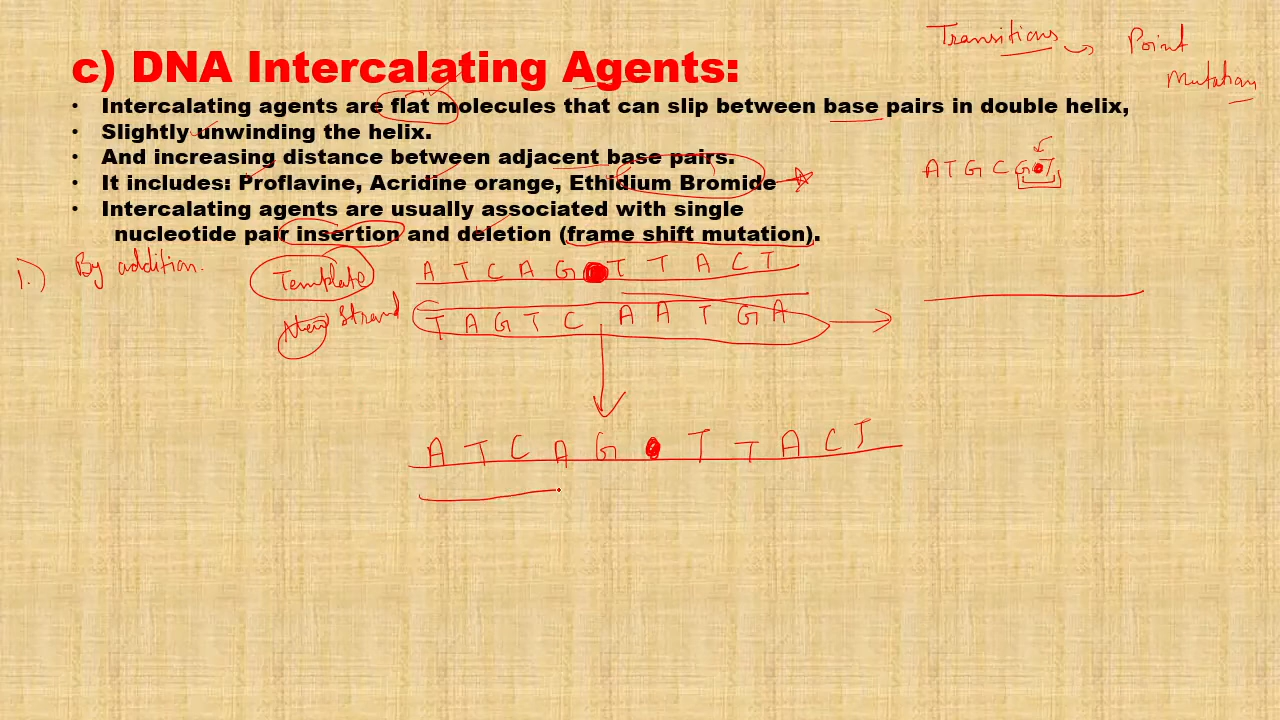 Transitions → Point
Mutation
c) DNA Intercalating Agents:
• Intercalating agents are flat molecules that can slip between base pairs in double helix,
• Slightly unwinding the helix.
• And increasing distance between adjacent base pairs.
• It includes: Proflavine, Acridine orange, Ethidium Bromide
A T G C G T
• Intercalating agents are usually associated with single
nucleotide pair insertion and deletion (frame shift mutation).
1.) By addition.
Template A T C A G T T A C T
New Strand T A G T C A A T G A
A T C A G T T A C T